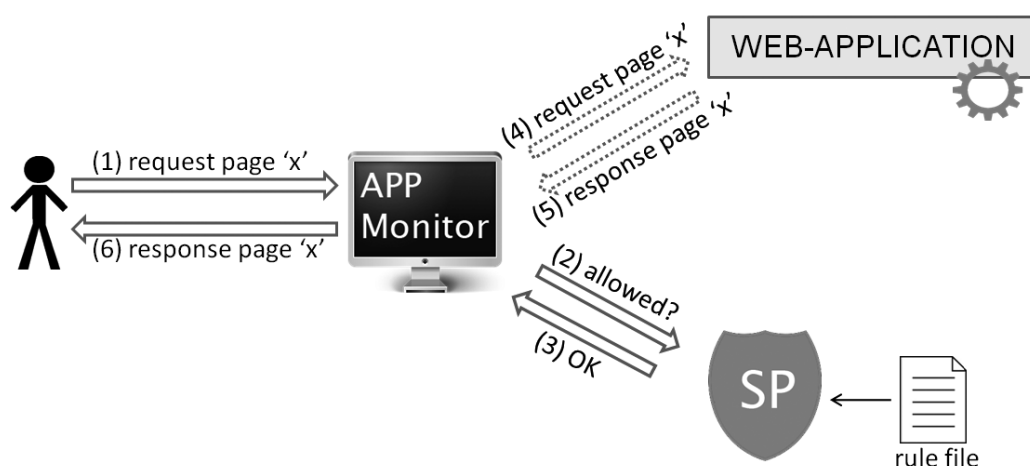 WEB-APPLICATION
(4) request page ‘x’
(5) response page ‘x’
(1) request page ‘x’
APP
Monitor
(6) response page ‘x’
(2) allowed?
(3) OK
SP
rule file